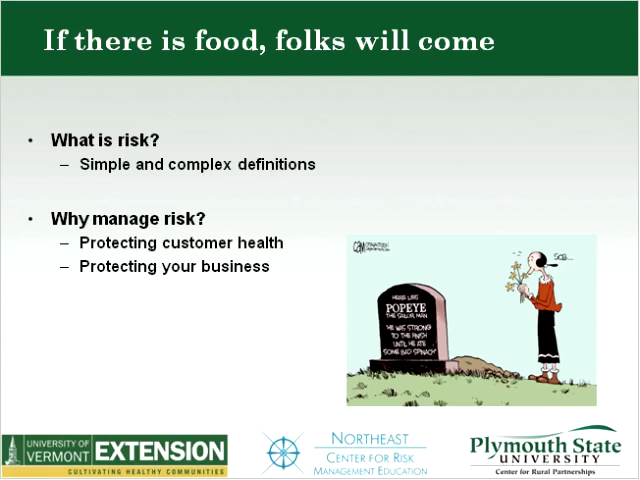 If there is food, folks will come
• What is risk?
– Simple and complex definitions
• Why manage risk?
– Protecting customer health
– Protecting your business
HERE LIES
POPEYE
THE SAILOR MAN
HE WAS STRONG
TO THE FINISH
UNTIL HE ATE
SOME BAD SPINACH
UNIVERSITY OF
VERMONT EXTENSION
CULTIVATING HEALTHY COMMUNITIES
NORTHEAST
CENTER FOR RISK
MANAGEMENT EDUCATION
Plymouth State
UNIVERSITY
Center for Rural Partnerships